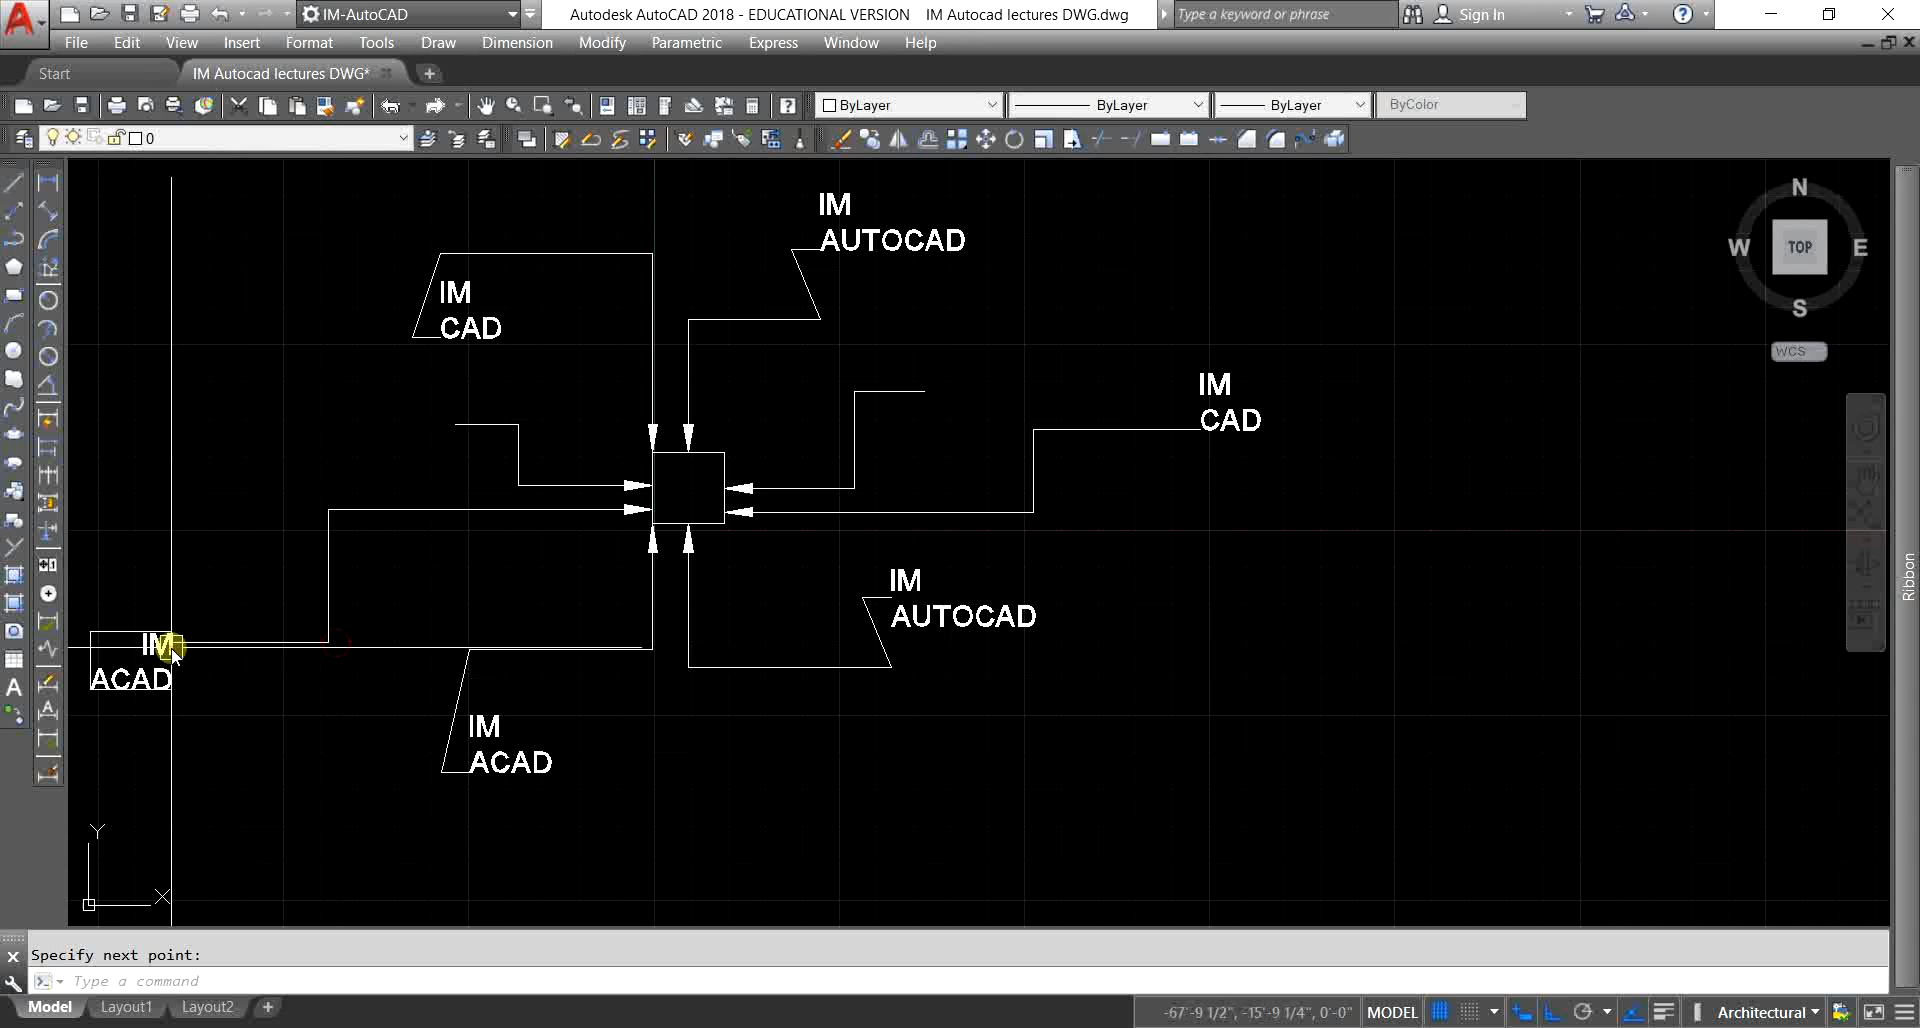 IM-AutoCAD
Autodesk AutoCAD 2018 - EDUCATIONAL VERSION IM Autocad lectures DWG.dwg
Type a keyword or phrase
Sign In
File Edit View Insert Format Tools Draw Dimension Modify Parametric Express Window Help
Start
IM Autocad lectures DWG*
ByLayer
ByLayer
ByLayer
ByColor
0
IM
AUTOCAD
IM
CAD
IM
CAD
IM
AUTOCAD
IM
ACAD
IM
ACAD
N
W
TOP
E
S
WCS
Ribbon
Y
X
Specify next point:
Type a command
Model Layout1 Layout2
-67'-9 1/2", -15'-9 1/4", 0'-0"
MODEL
Architectural